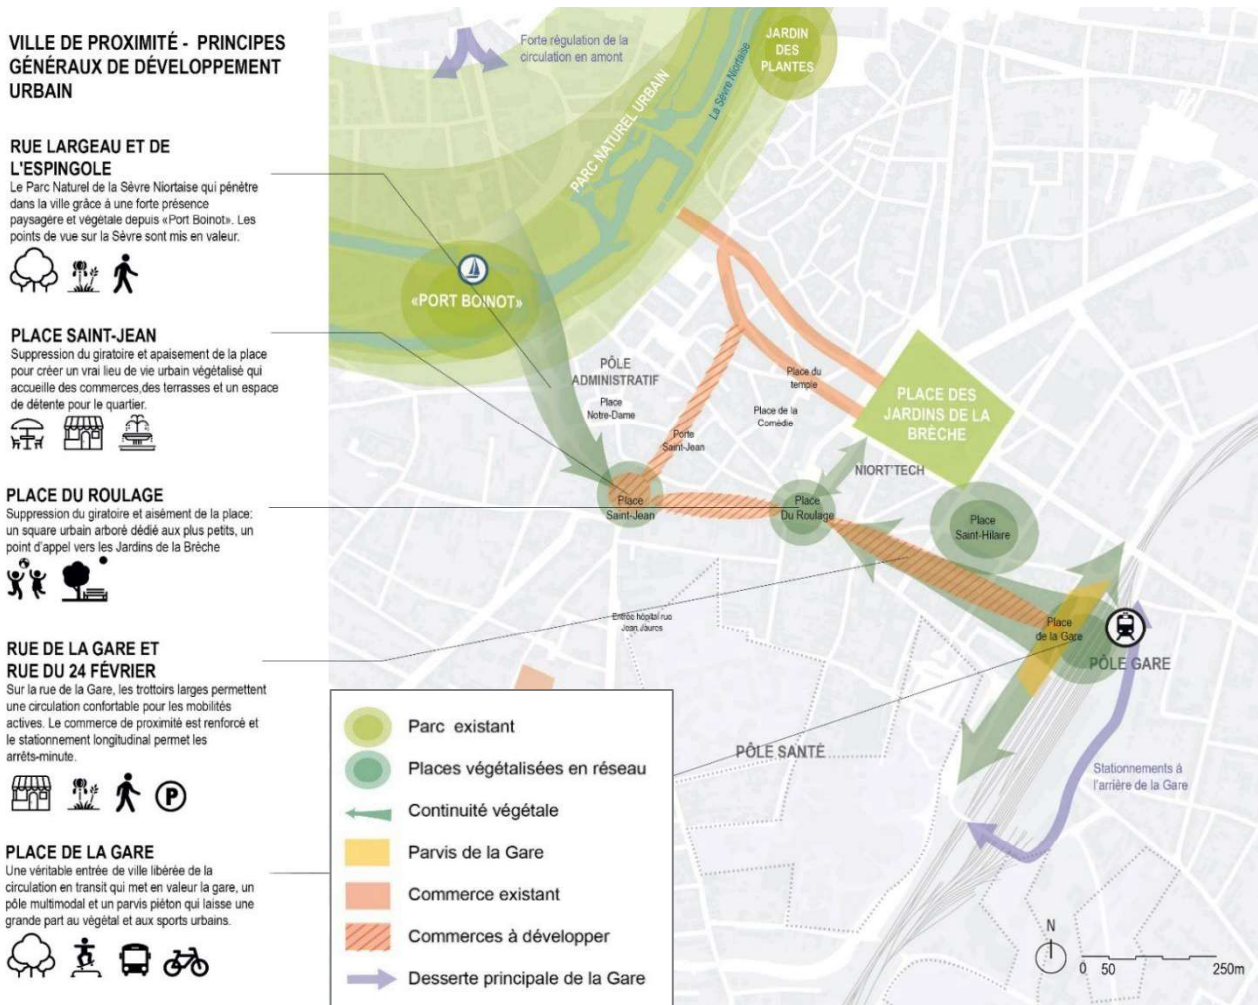 VILLE DE PROXIMITÉ - PRINCIPES
GÉNÉRAUX DE DÉVELOPPEMENT
URBAIN
RUE LARGEAU ET DE
L'ESPINGOLE
Le Parc Naturel de la Sèvre Niortaise qui pénètre
dans la ville grâce à une forte présence
paysagère et végétale depuis «Port Boinot». Les
points de vue sur la Sèvre sont mis en valeur.
PLACE SAINT-JEAN
Suppression du giratoire et apaisement de la place
pour créer un vrai lieu de vie urbain végétalisé qui
accueille des commerces,des terrasses et un espace
de détente pour le quartier.
PLACE DU ROULAGE
Suppression du giratoire et aisément de la place:
un square urbain arboré dédié aux plus petits, un
point d'appel vers les Jardins de la Brèche
RUE DE LA GARE ET
RUE DU 24 FÉVRIER
Sur la rue de la Gare, les trottoirs larges permettent
une circulation confortable pour les mobilités
actives. Le commerce de proximité est renforcé et
le stationnement longitudinal permet les
arrêts-minute.
P
PLACE DE LA GARE
Une véritable entrée de ville libérée de la
circulation en transit qui met en valeur la gare, un
pôle multimodal et un parvis piéton qui laisse une
grande part au végétal et aux sports urbains.
Forte régulation de la
circulation en amont
JARDIN
DES
PLANTES
La Sèvre Niortaise
PARC NATUREL URBAIN
«PORT BOINOT»
PÔLE
ADMINISTRATIF
Place
Notre-Dame
Place du
temple
Place de la
Comédie
PLACE DES
JARDINS DE LA
BRÈCHE
Porte
Saint-Jean
NIORT'TECH
Place
Saint-Jean
Place
Du Roulage
Place
Saint-Hilaire
Entrée hôpital rue
Jean Jaures
Place
de la Gare
PÔLE GARE
PÔLE SANTÉ
Stationnements à
l'arrière de la Gare
Parc existant
Places végétalisées en réseau
Continuité végétale
Parvis de la Gare
Commerce existant
Commerces à développer
Desserte principale de la Gare
N
0 50 250m